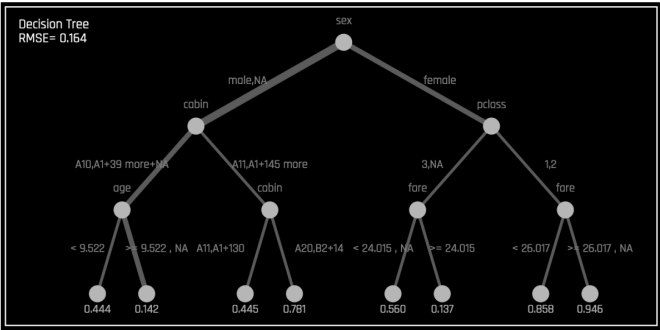 Decision Tree
RMSE= 0.164
sex
male,NA
female
cabin
pclass
A10,A1+39 more+NA
A11,A1+145 more
3,NA
1,2
age
cabin
fare
fare
< 9.522
>= 9.522 , NA
A11,A1+130
A20,B2+14
< 24.015 , NA
>= 24.015
< 26.017
>= 26.017 , NA
0.444
0.142
0.445
0.781
0.560
0.137
0.858
0.946